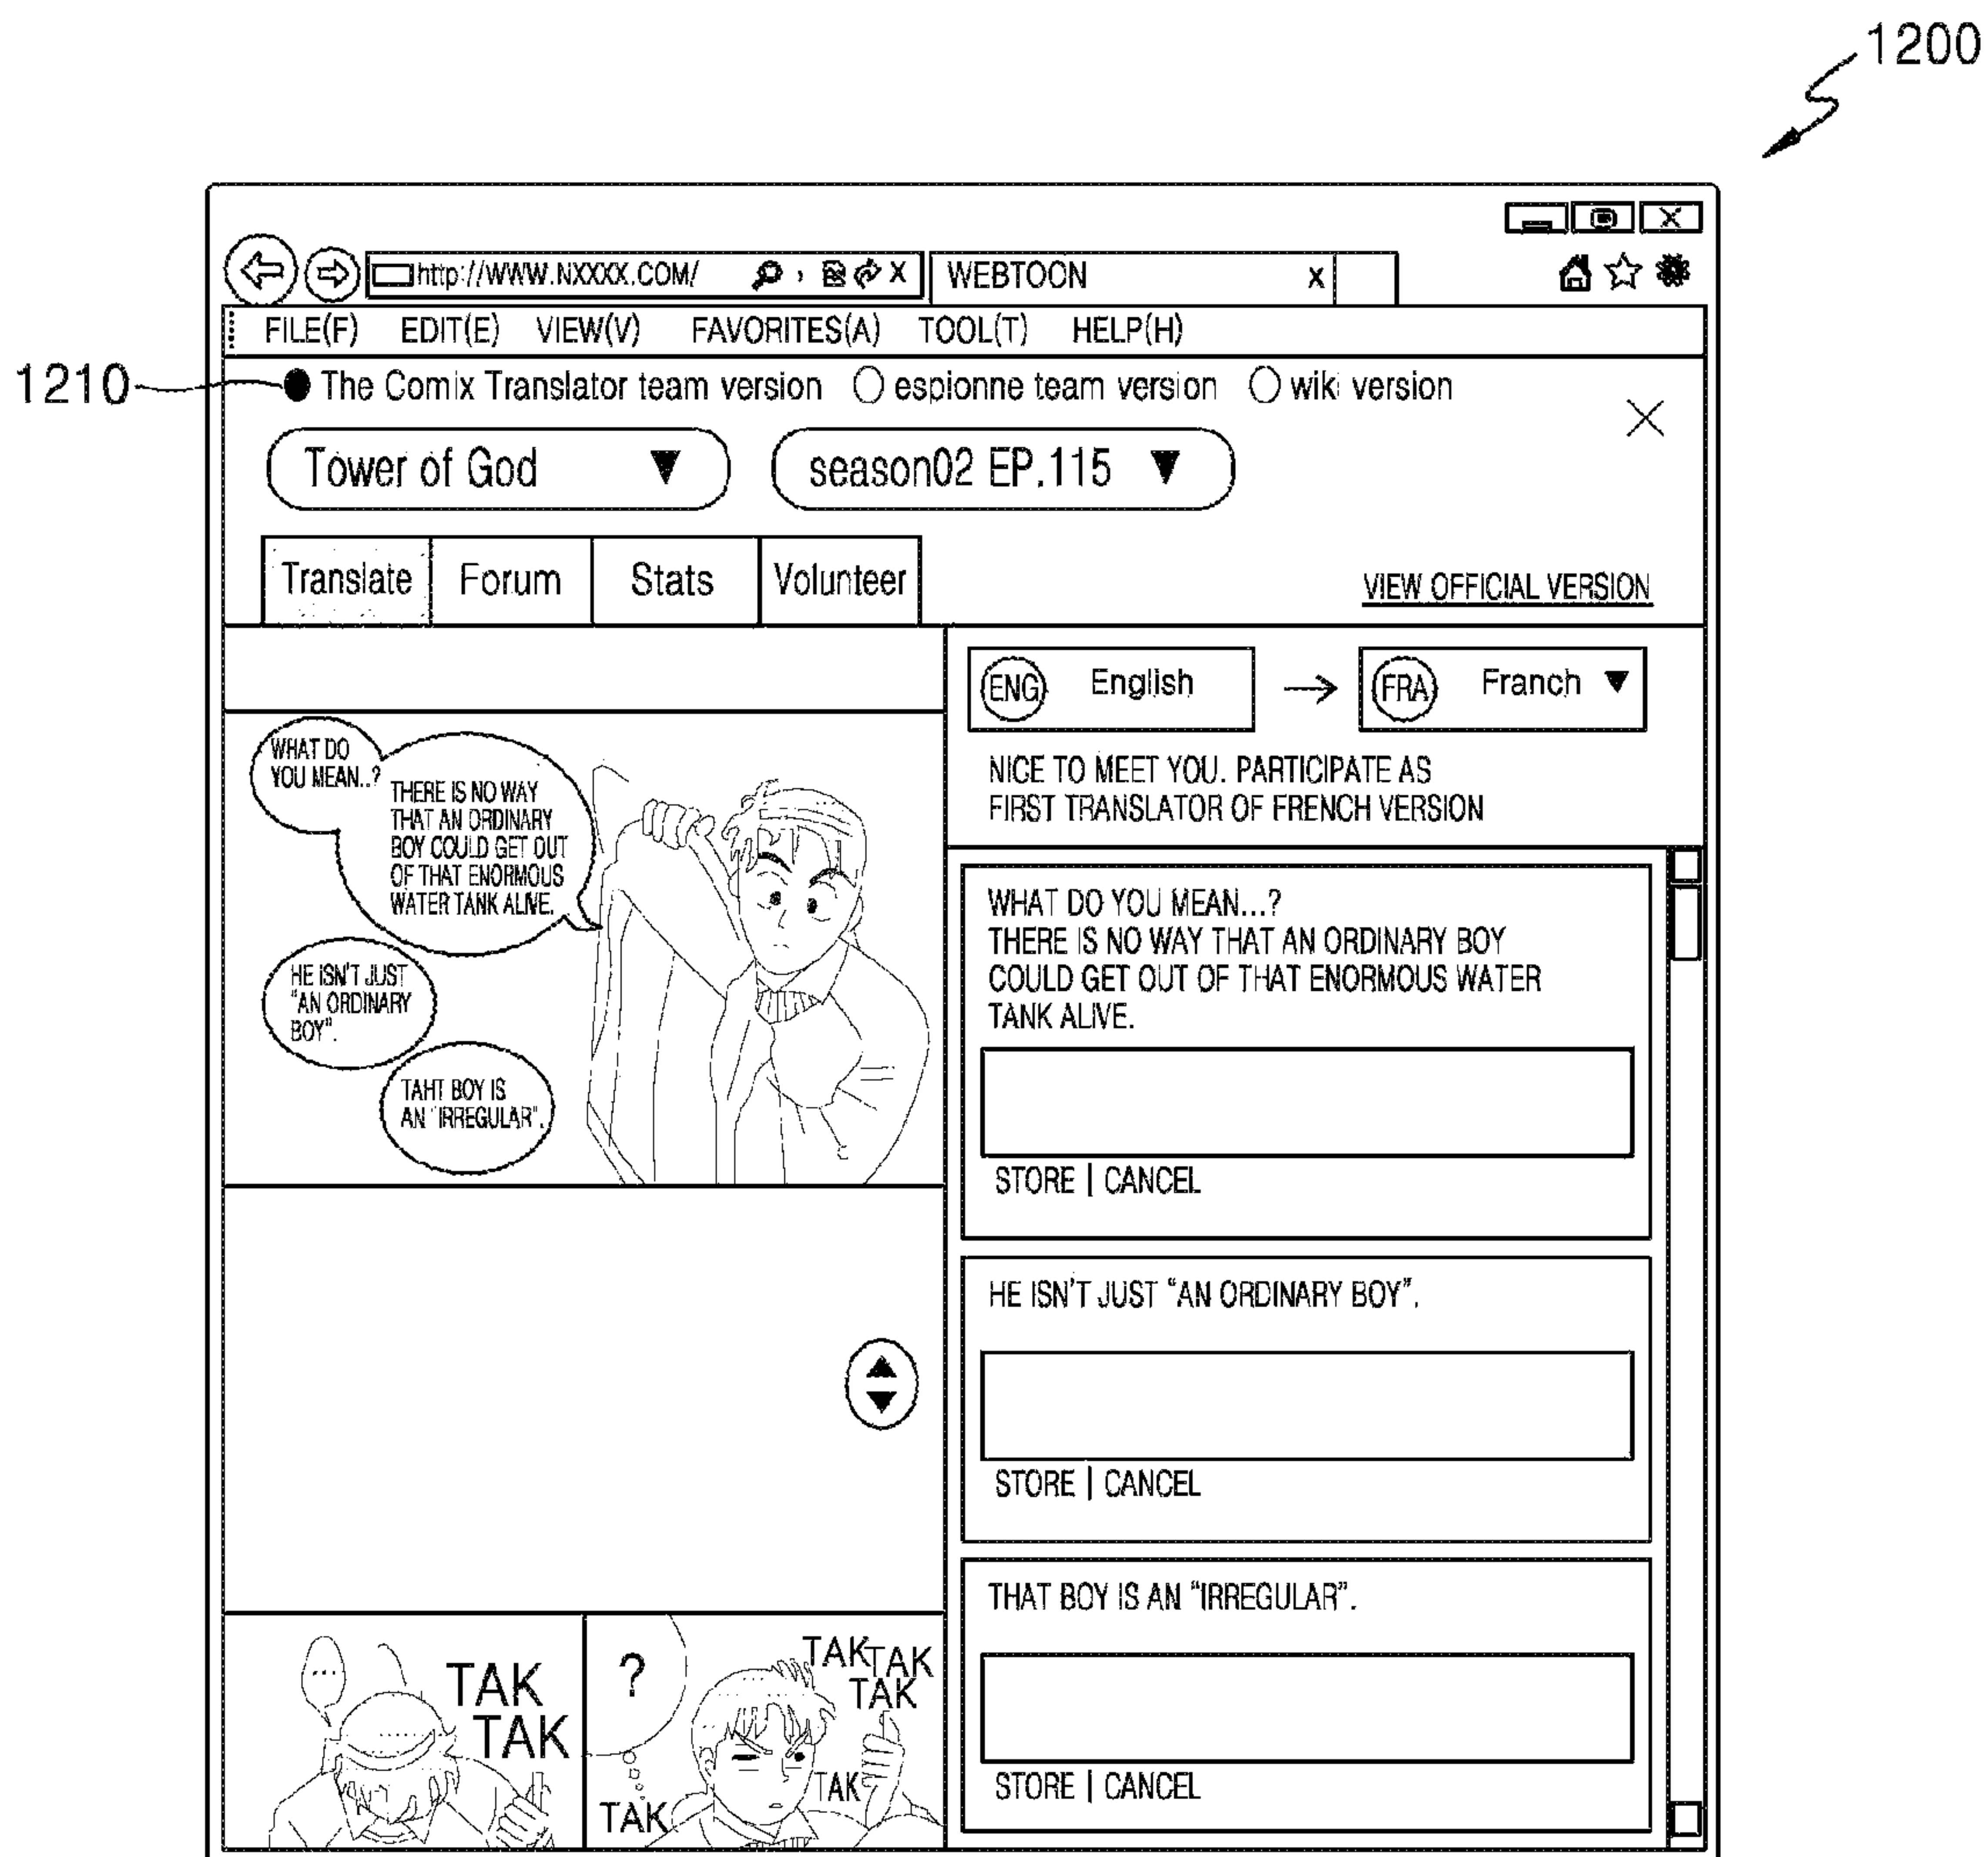 1200
http://WWW.NXXXX.COM/ X WEBTOON X
FILE(F) EDIT(E) VIEW(V) FAVORITES(A) TOOL(T) HELP(H)
1210
The Comix Translator team version espionne team version wiki version
Tower of God season02 EP.115
Translate Forum Stats Volunteer
VIEW OFFICIAL VERSION
ENG English → FRA Franch
NICE TO MEET YOU. PARTICIPATE AS
FIRST TRANSLATOR OF FRENCH VERSION
WHAT DO
YOU MEAN..?
THERE IS NO WAY
THAT AN ORDINARY
BOY COULD GET OUT
OF THAT ENORMOUS
WATER TANK ALIVE.
HE ISN'T JUST
"AN ORDINARY
BOY".
TAHT BOY IS
AN "IRREGULAR".
...
TAK
TAK
?
TAK
TAK
TAK
TAK
TAK
WHAT DO YOU MEAN...?
THERE IS NO WAY THAT AN ORDINARY BOY
COULD GET OUT OF THAT ENORMOUS WATER
TANK ALIVE.
STORE | CANCEL
HE ISN'T JUST "AN ORDINARY BOY".
STORE | CANCEL
THAT BOY IS AN "IRREGULAR".
STORE | CANCEL